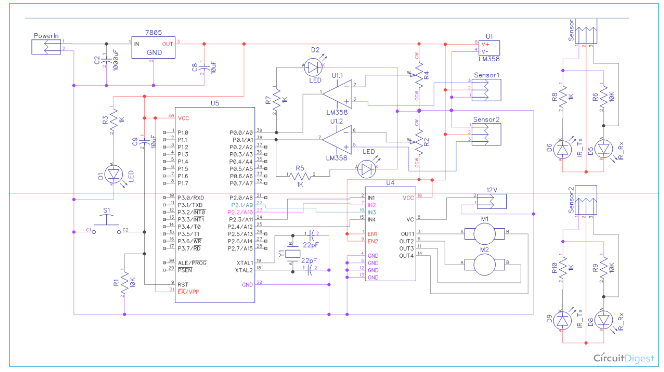 PowerIn
7805
IN
OUT
GND
C2
1000uF
C8
10uF
R3
1K
D1
LED
C9
10uF
S1
R1
10K
U5
VCC
P1.0
P1.1
P1.2
P1.3
P1.4
P1.5
P1.6
P1.7
P0.0/A0
P0.1/A1
P0.2/A2
P0.3/A3
P0.4/A4
P0.5/A5
P0.6/A6
P0.7/A7
P3.0/RXD
P3.1/TXD
P3.2/INT0
P3.3/INT1
P3.4/T0
P3.5/T1
P3.6/WR
P3.7/RD
P2.0/A8
P2.1/A9
P2.2/A10
P2.3/A11
P2.4/A12
P2.5/A13
P2.6/A14
P2.7/A15
ALE/PROG
PSEN
RST
EA/VPP
XTAL1
XTAL2
GND
D2
LED
R7
1K
U1.1
LM358
U1.2
LM358
LED
R5
1K
Y1
22pF
22pF
R4
R2
U1
V+
V-
LM358
Sensor1
Sensor2
U4
IN1
IN2
IN3
IN4
EN1
EN2
GND
GND
GND
GND
VCC
VC
OUT1
OUT2
OUT3
OUT4
12V
M1
A
B
M2
A
B
Sensor
R8
1K
R6
10K
D6
IR_Tx
D5
IR_Rx
Sensor2
R10
1K
R9
10K
D9
IR_Tx
D8
IR_Rx
CircuitDigest